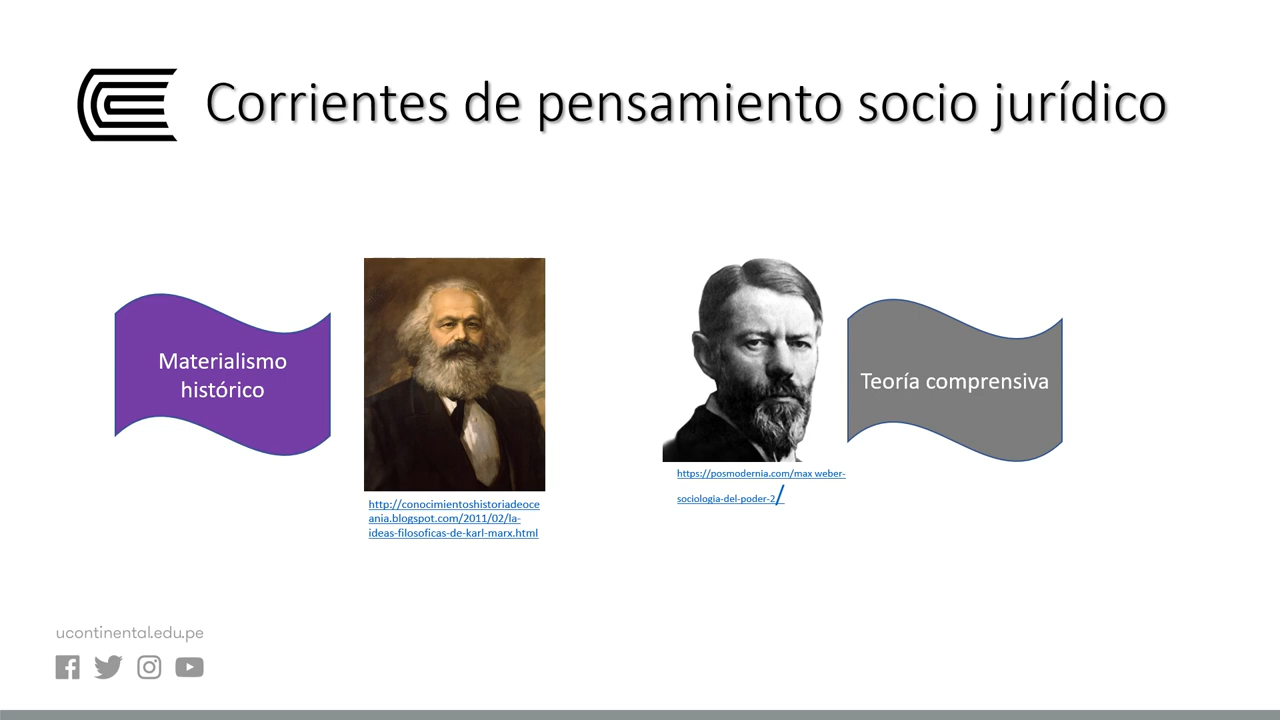 Corrientes de pensamiento socio jurídico
Materialismo
histórico
http://conocimientoshistoriadeoce
ania.blogspot.com/2011/02/la-
ideas-filosoficas-de-karl-marx.html
https://posmodernia.com/max weber-
sociologia-del-poder-2/
Teoría comprensiva
ucontinental.edu.pe